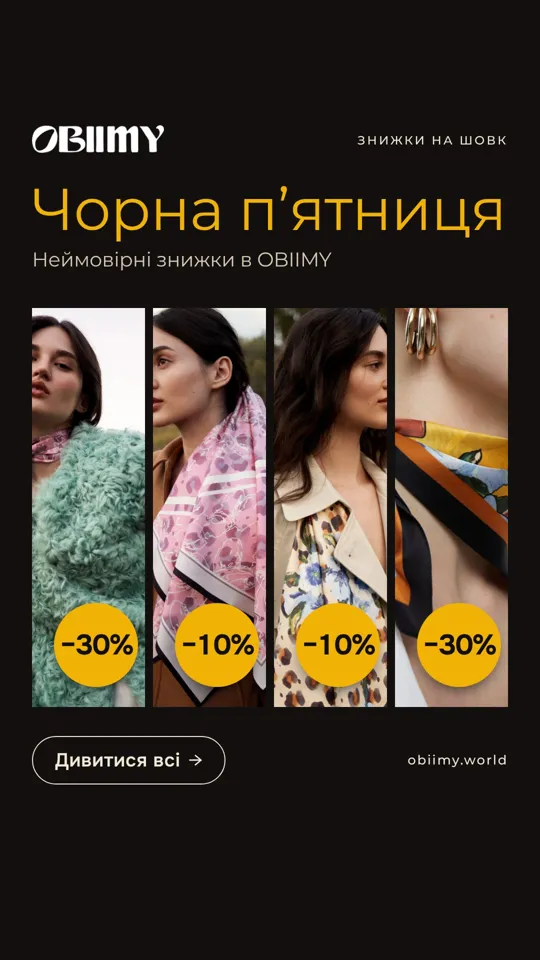 OBIIMY
ЗНИЖКИ НА ШОВК
Чорна п’ятниця
Неймовірні знижки в OBIIMY
-30%
-10%
-10%
-30%
Дивитися всі →
obiimy.world